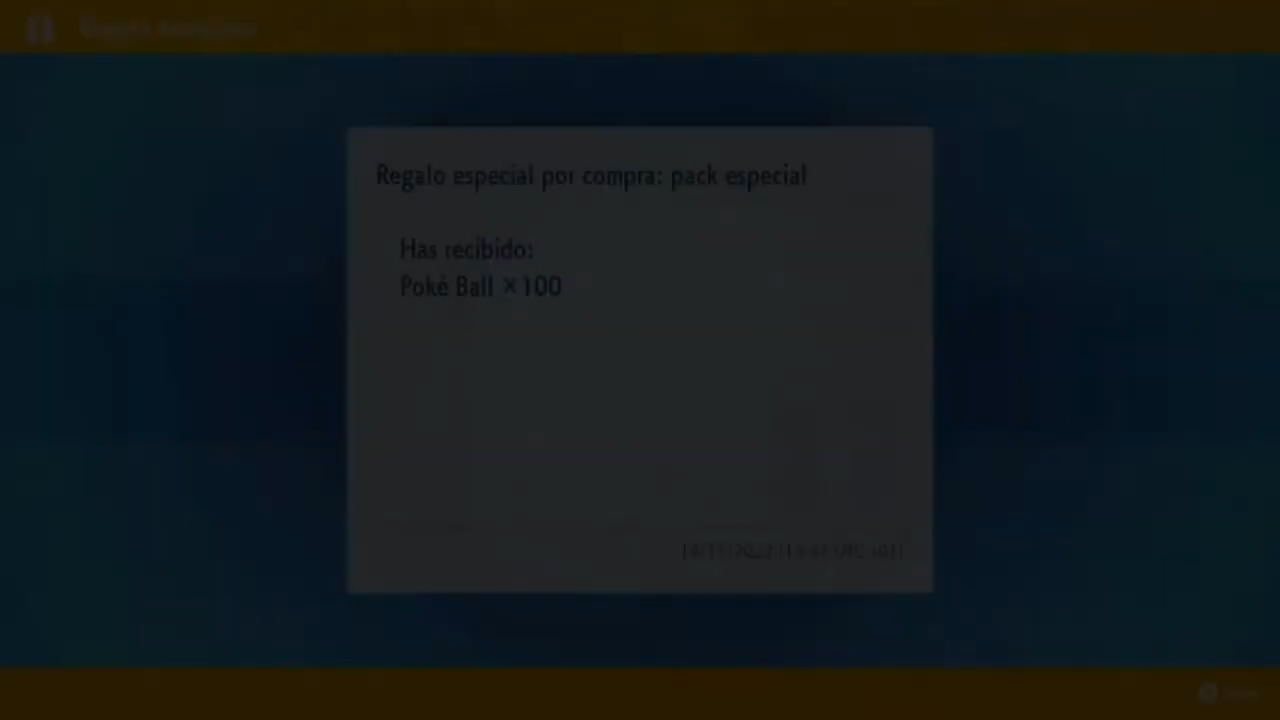 Regalo especial por compra: pack especial
Has recibido:
Poké Ball ×100